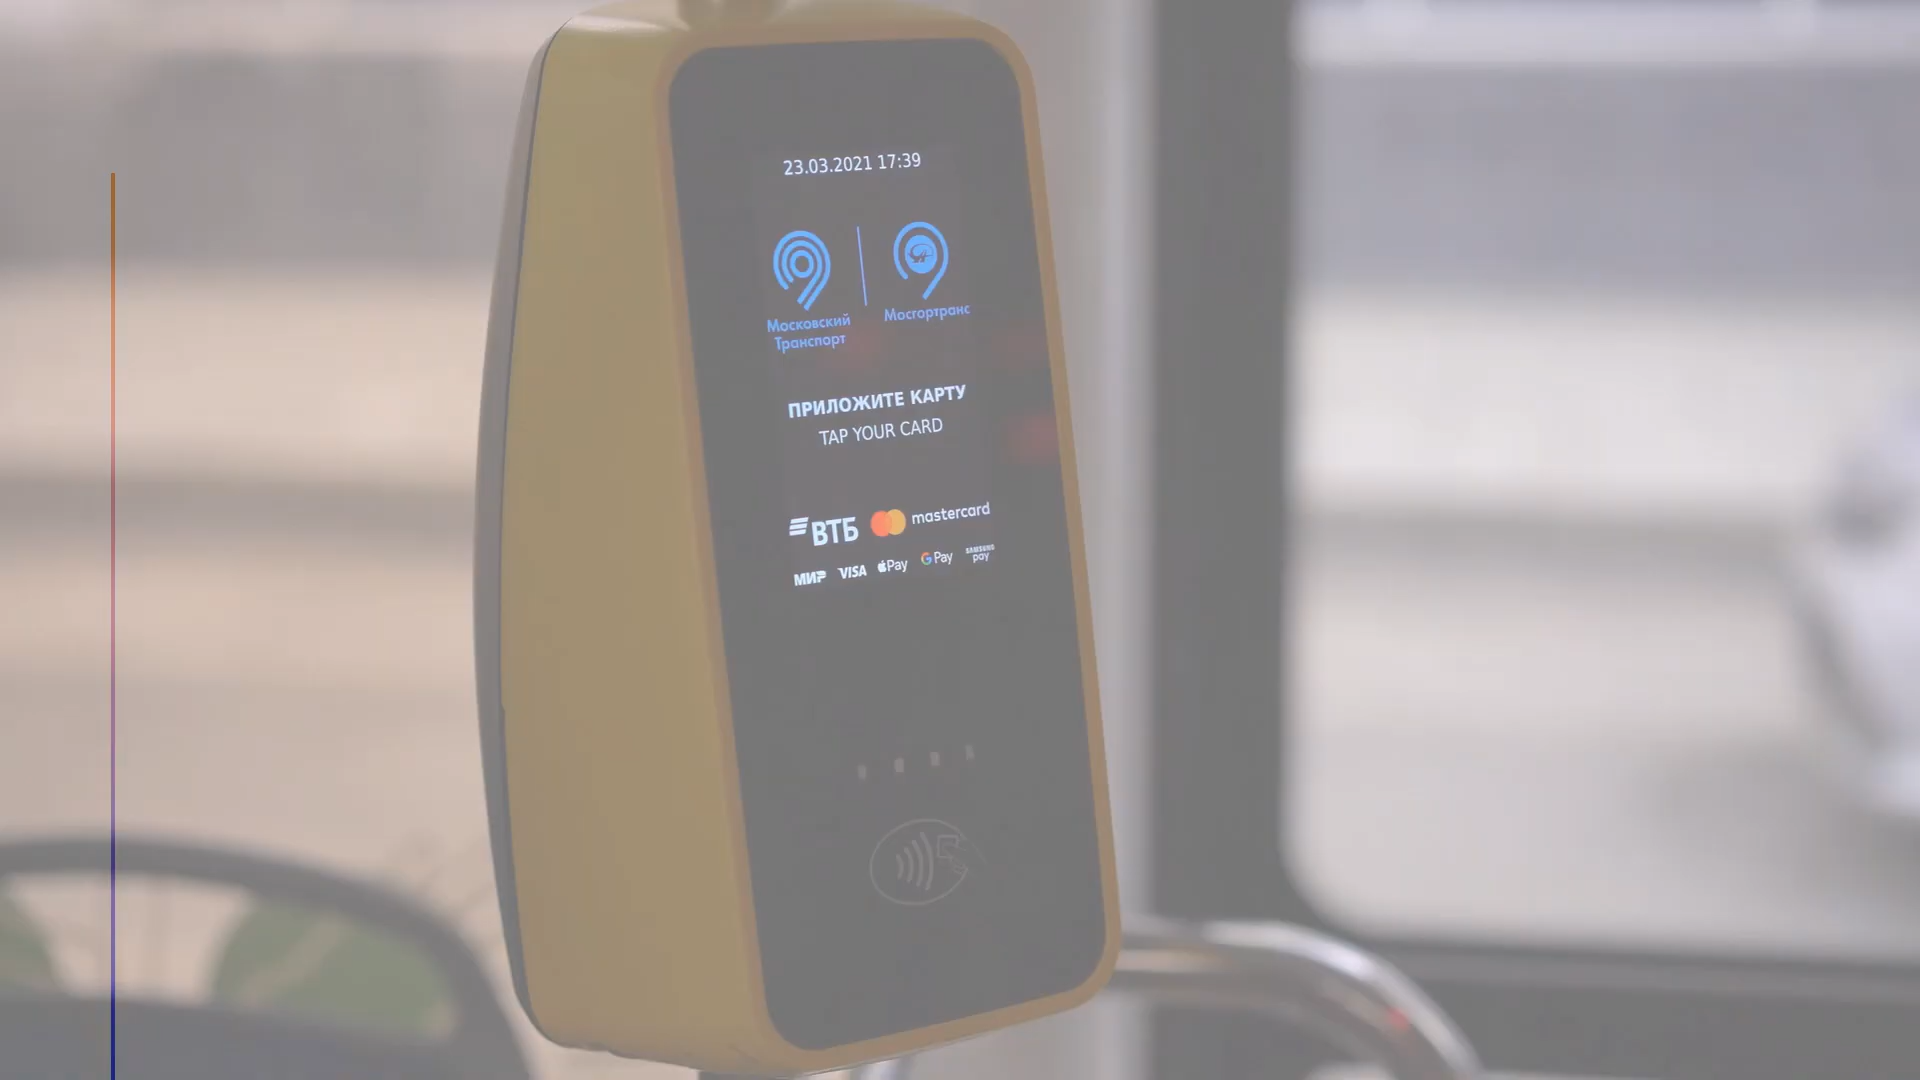 23.03.2021 17:39
Московский
Транспорт
Мосгортранс
ПРИЛОЖИТЕ КАРТУ
TAP YOUR CARD
ВТБ mastercard
МИР VISA Pay G Pay SAMSUNG pay